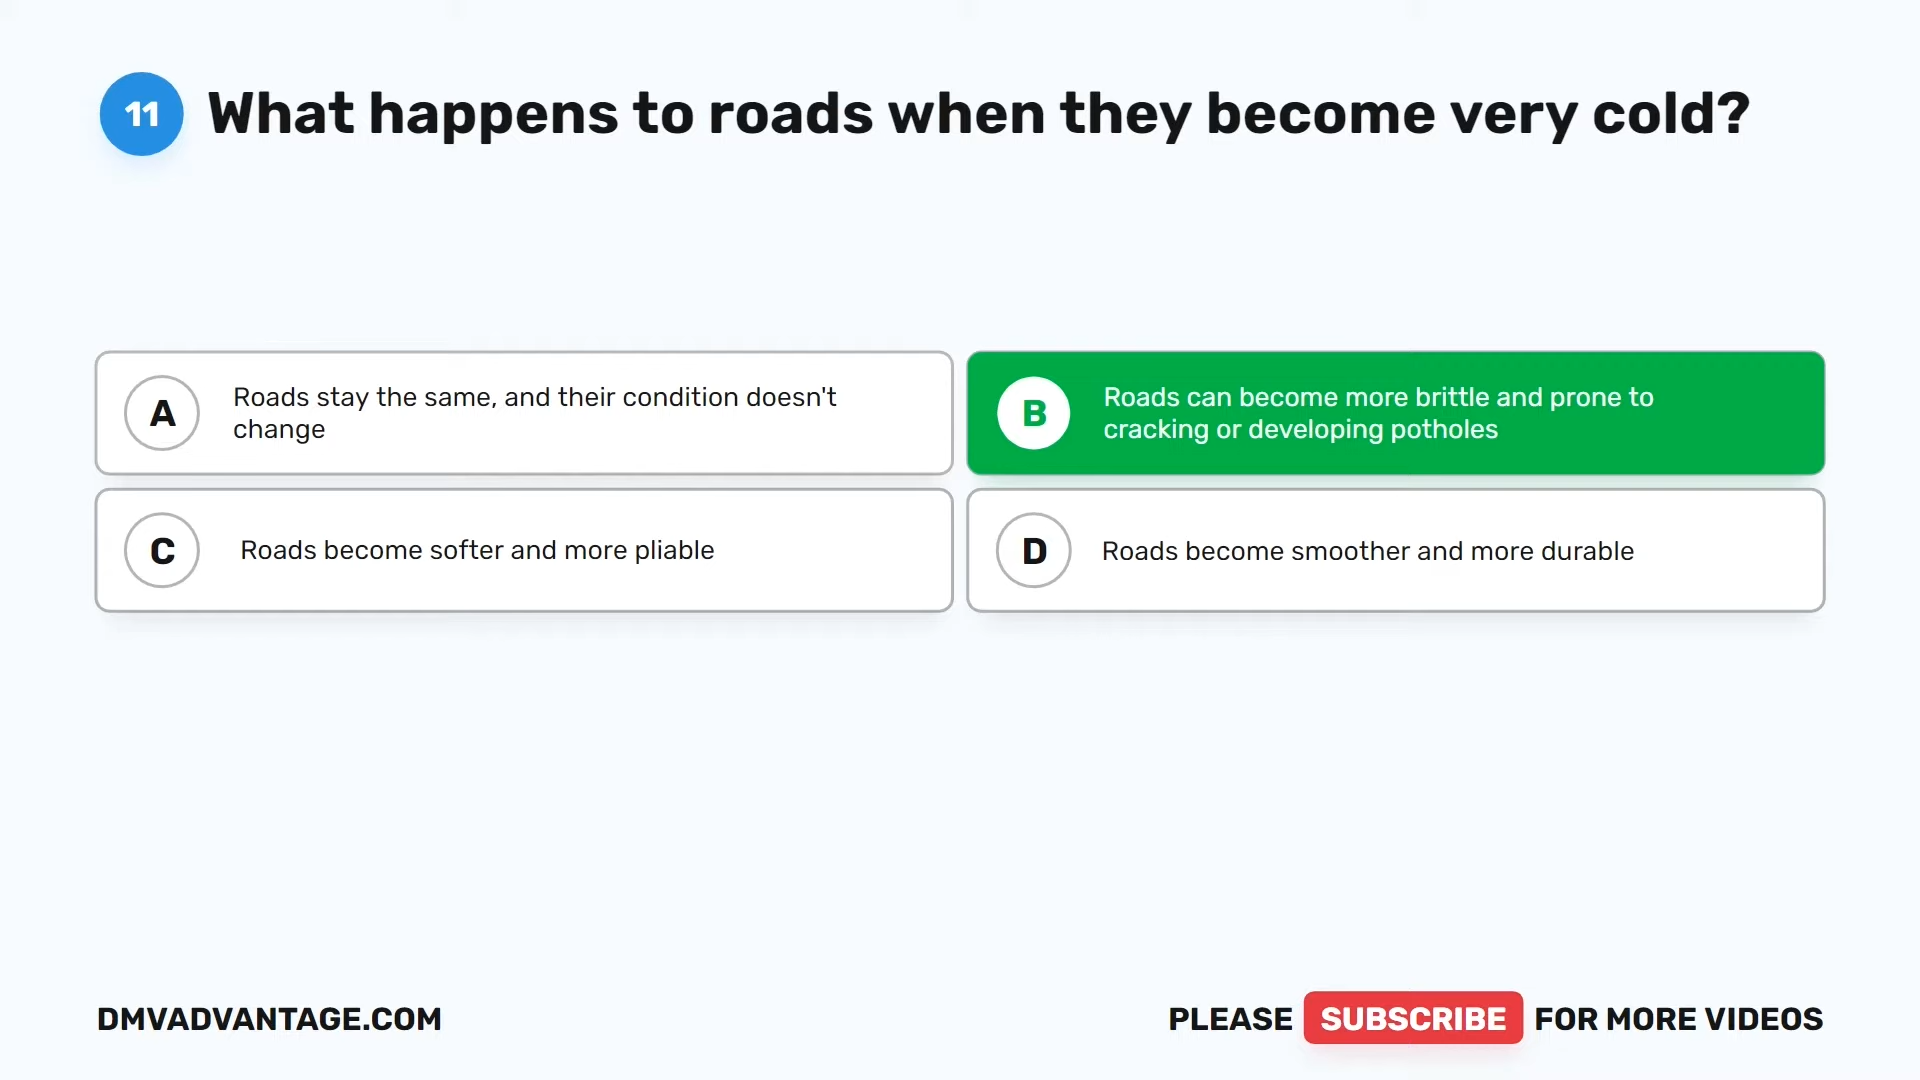 11
What happens to roads when they become very cold?
A
Roads stay the same, and their condition doesn't
change
B
Roads can become more brittle and prone to
cracking or developing potholes
C
Roads become softer and more pliable
D
Roads become smoother and more durable
DMVADVANTAGE.COM
PLEASE SUBSCRIBE FOR MORE VIDEOS